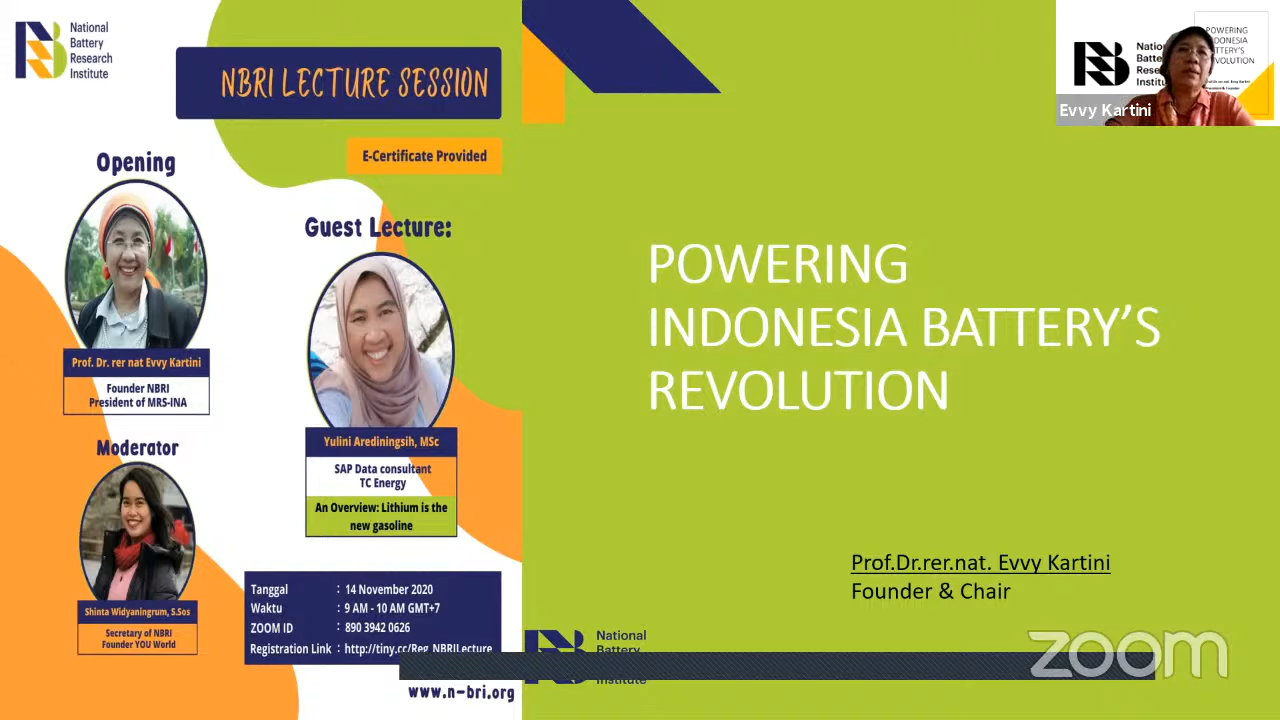 National
Battery
Research
Institute
NBRI LECTURE SESSION
E-Certificate Provided
Opening
Prof. Dr. rer nat Evvy Kartini
Founder NBRI
President of MRS-INA
Guest Lecture:
Yulini Arediningsih, MSc
SAP Data consultant
TC Energy
An Overview: Lithium is the
new gasoline
Moderator
Shinta Widyaningrum, S.Sos
Secretary of NBRI
Founder YOU World
Tanggal : 14 November 2020
Waktu : 9 AM - 10 AM GMT+7
ZOOM ID : 890 3942 0626
Registration Link : http://tiny.cc/Reg_NBRILecture
www.n-bri.org
POWERING
INDONESIA BATTERY’S
REVOLUTION
Prof.Dr.rer.nat. Evvy Kartini
Founder & Chair
National
Battery
Institute
zoom
POWERING
INDONESIA
BATTERY'S
REVOLUTION
Evvy Kartini